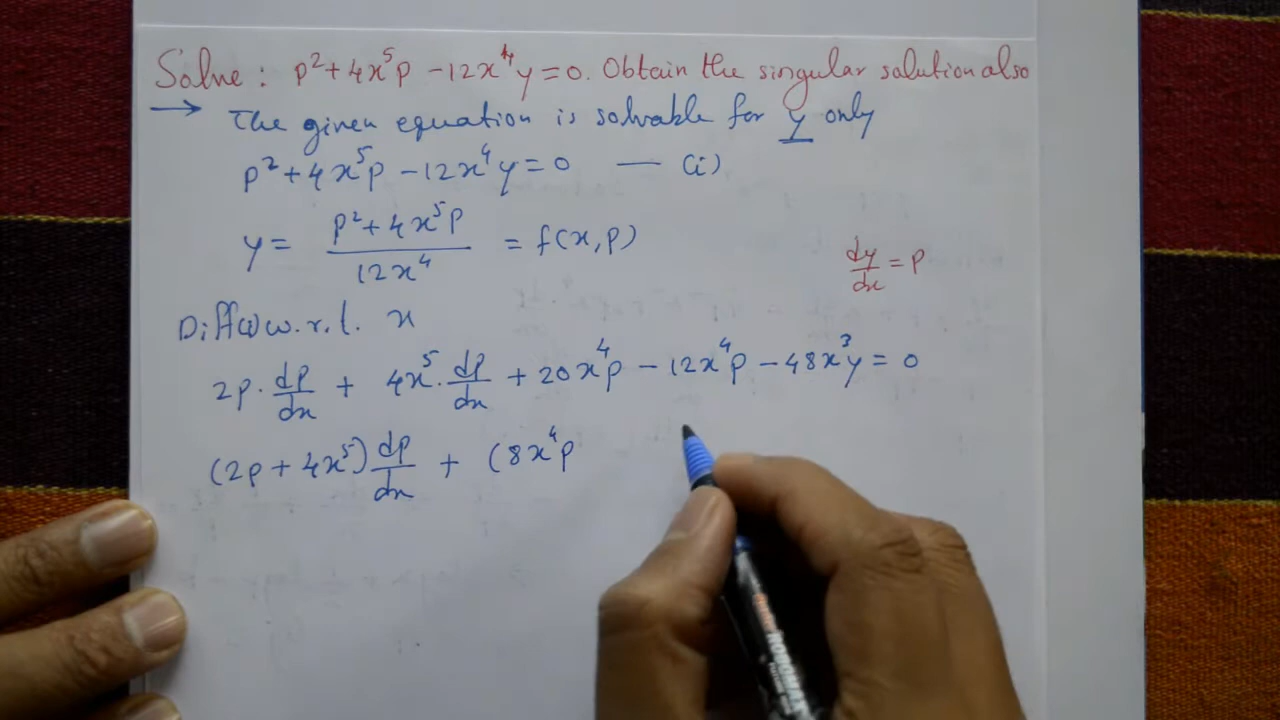 Solve : p² + 4x⁵p - 12x⁴y = 0. Obtain the singular solution also
→ The given equation is solvable for y only
p² + 4x⁵p - 12x⁴y = 0 — (i)
y = (p² + 4x⁵p)/(12x⁴) = f(x, p)
dy/dx = p
Diff(i) w.r.t. x
2p · dp/dx + 4x⁵ · dp/dx + 20x⁴p - 12x⁴p - 48x³y = 0
(2p + 4x⁵) dp/dx + (8x⁴p